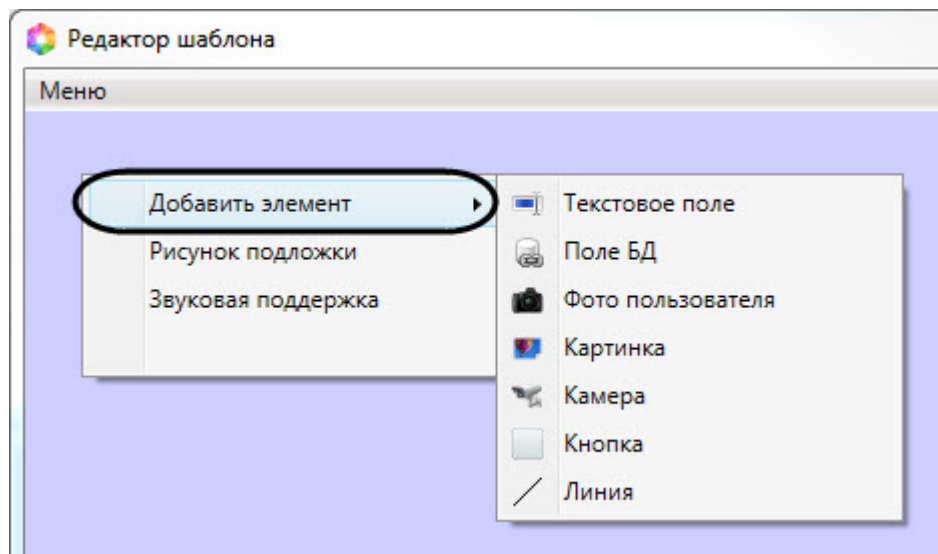 Редактор шаблона
Меню
Добавить элемент
Рисунок подложки
Звуковая поддержка
Текстовое поле
Поле БД
Фото пользователя
Картинка
Камера
Кнопка
Линия